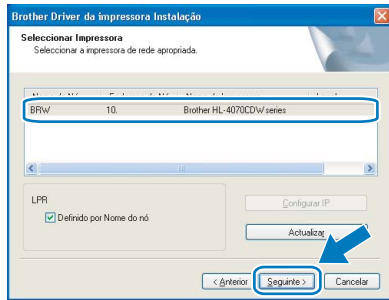 Brother Driver da impressora Instalação
Seleccionar Impressora
Seleccionar a impressora de rede apropriada.
BRW 10. Brother HL-4070CDW series
LPR
Definido por Nome do nó
Configurar IP
Actualizar
< Anterior Seguinte > Cancelar